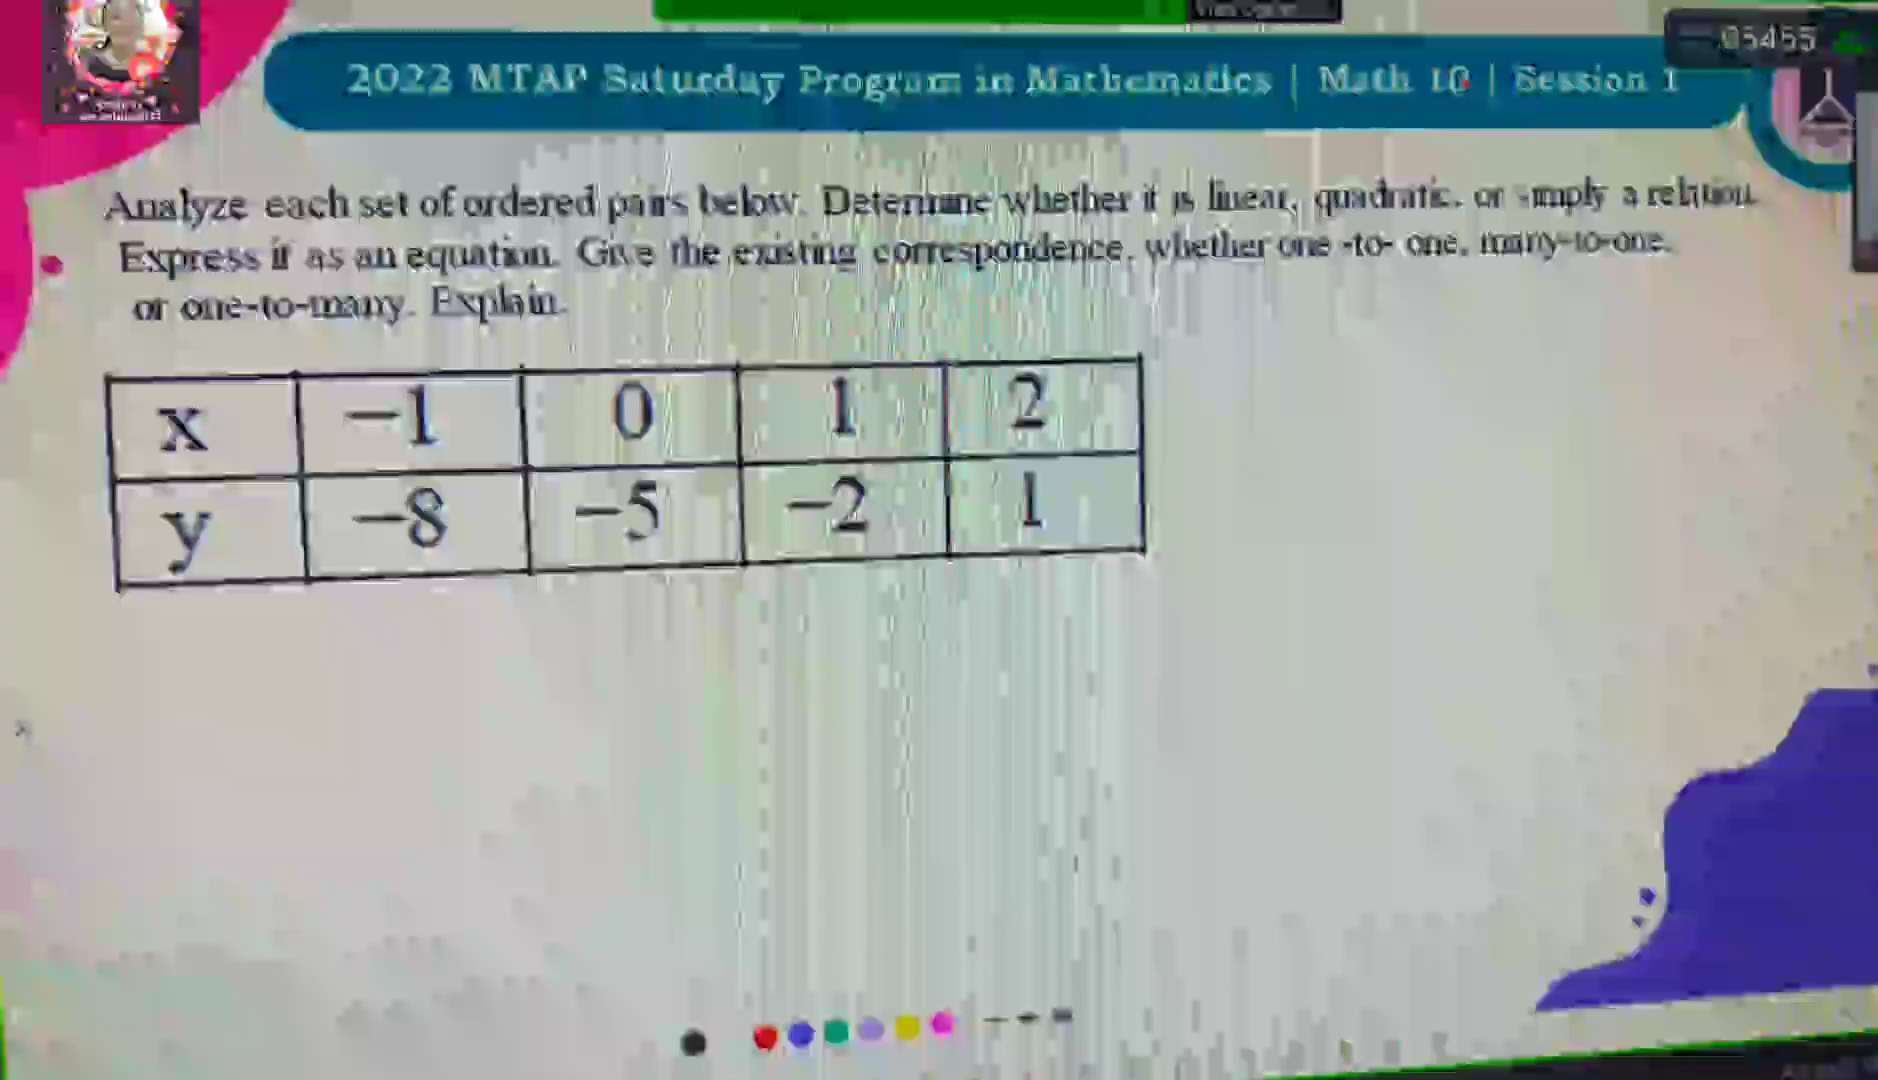 05455
2022 MTAP Saturday Program in Mathematics | Math 10 | Session 1
Analyze each set of ordered pairs below. Determine whether it is linear, quadratic, or simply a relation.
Express it as an equation. Give the existing correspondence, whether one -to- one, many-to-one,
or one-to-many. Explain.
x −1 0 1 2
y −8 −5 −2 1